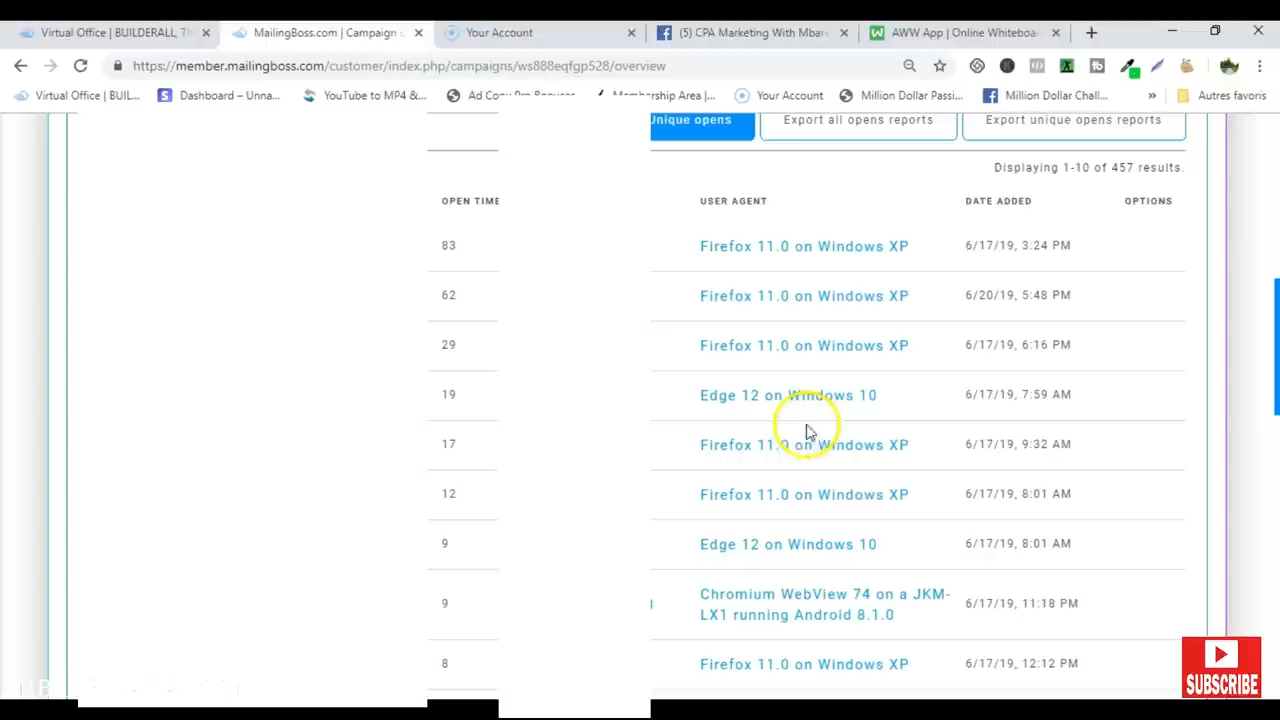 Virtual Office | BUILDERALL, Th
MailingBoss.com | Campaign
Your Account
(5) CPA Marketing With Mban
AWW App | Online Whiteboar
https://member.mailingboss.com/customer/index.php/campaigns/ws888eqfgp528/overview
Virtual Office | BUIL...
Dashboard – Unna...
YouTube to MP4 &...
Ad Copy Pro Bonuses
Membership Area |...
Your Account
Million Dollar Passi...
Million Dollar Chall...
»
Autres favoris
Unique opens
Export all opens reports
Export unique opens reports
Displaying 1-10 of 457 results.
OPEN TIME
USER AGENT
DATE ADDED
OPTIONS
83 Firefox 11.0 on Windows XP 6/17/19, 3:24 PM
62 Firefox 11.0 on Windows XP 6/20/19, 5:48 PM
29 Firefox 11.0 on Windows XP 6/17/19, 6:16 PM
19 Edge 12 on Windows 10 6/17/19, 7:59 AM
17 Firefox 11.0 on Windows XP 6/17/19, 9:32 AM
12 Firefox 11.0 on Windows XP 6/17/19, 8:01 AM
9 Edge 12 on Windows 10 6/17/19, 8:01 AM
9 Chromium WebView 74 on a JKM-
LX1 running Android 8.1.0 6/17/19, 11:18 PM
8 Firefox 11.0 on Windows XP 6/17/19, 12:12 PM
SUBSCRIBE